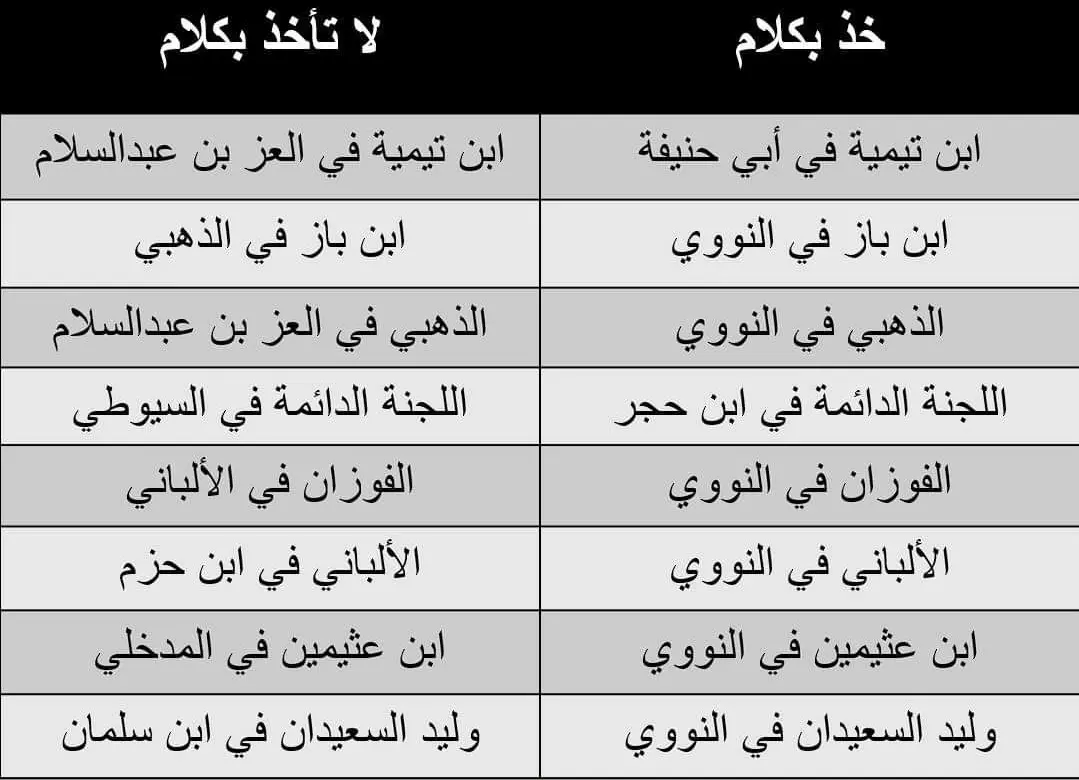 خذ بكلام
لا تأخذ بكلام
ابن تيمية في أبي حنيفة
ابن تيمية في العز بن عبدالسلام
ابن باز في النووي
ابن باز في الذهبي
الذهبي في النووي
الذهبي في العز بن عبدالسلام
اللجنة الدائمة في ابن حجر
اللجنة الدائمة في السيوطي
الفوزان في النووي
الفوزان في الألباني
الألباني في النووي
الألباني في ابن حزم
ابن عثيمين في النووي
ابن عثيمين في المدخلي
وليد السعيدان في النووي
وليد السعيدان في ابن سلمان